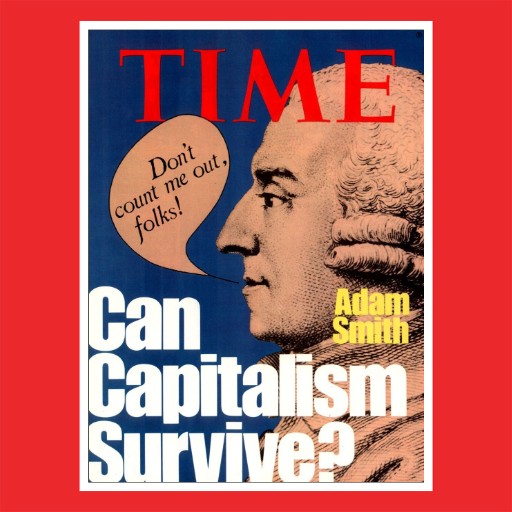 TIME
Don't
count me out,
folks!
Adam
Smith
Can
Capitalism
Survive?